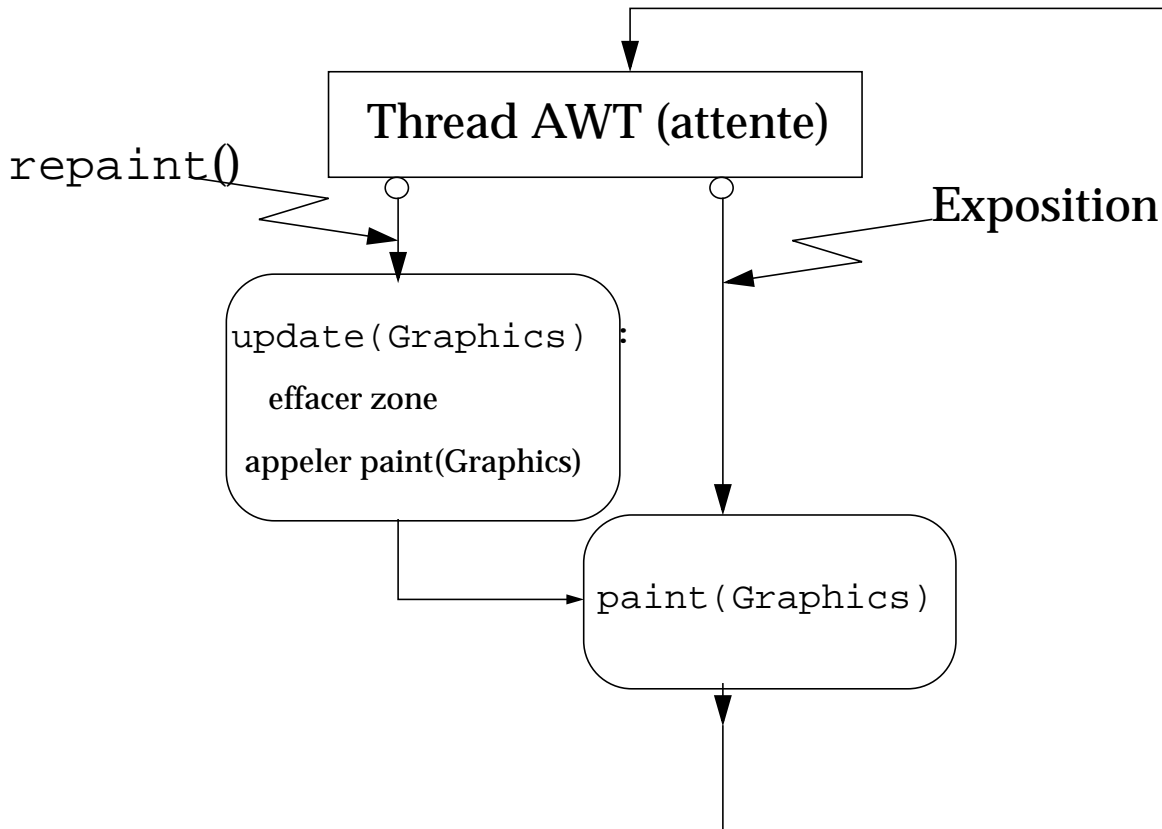 Thread AWT (attente)
repaint()
Exposition
update(Graphics) :
effacer zone
appeler paint(Graphics)
paint(Graphics)